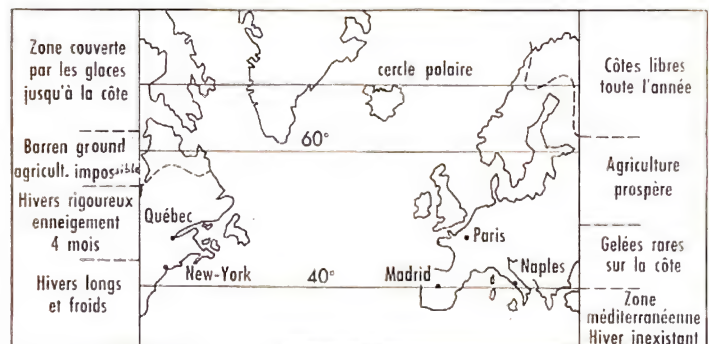 Zone couverte
par les glaces
jusqu'à la côte
Barren ground
agricult. impossible
Hivers rigoureux
enneigement
4 mois
Hivers longs
et froids
cercle polaire
60°
Québec
Paris
New-York
40°
Madrid
Naples
Côtes libres
toute l'année
Agriculture
prospère
Gelées rares
sur la côte
Zone
méditerranéenne
Hiver inexistant